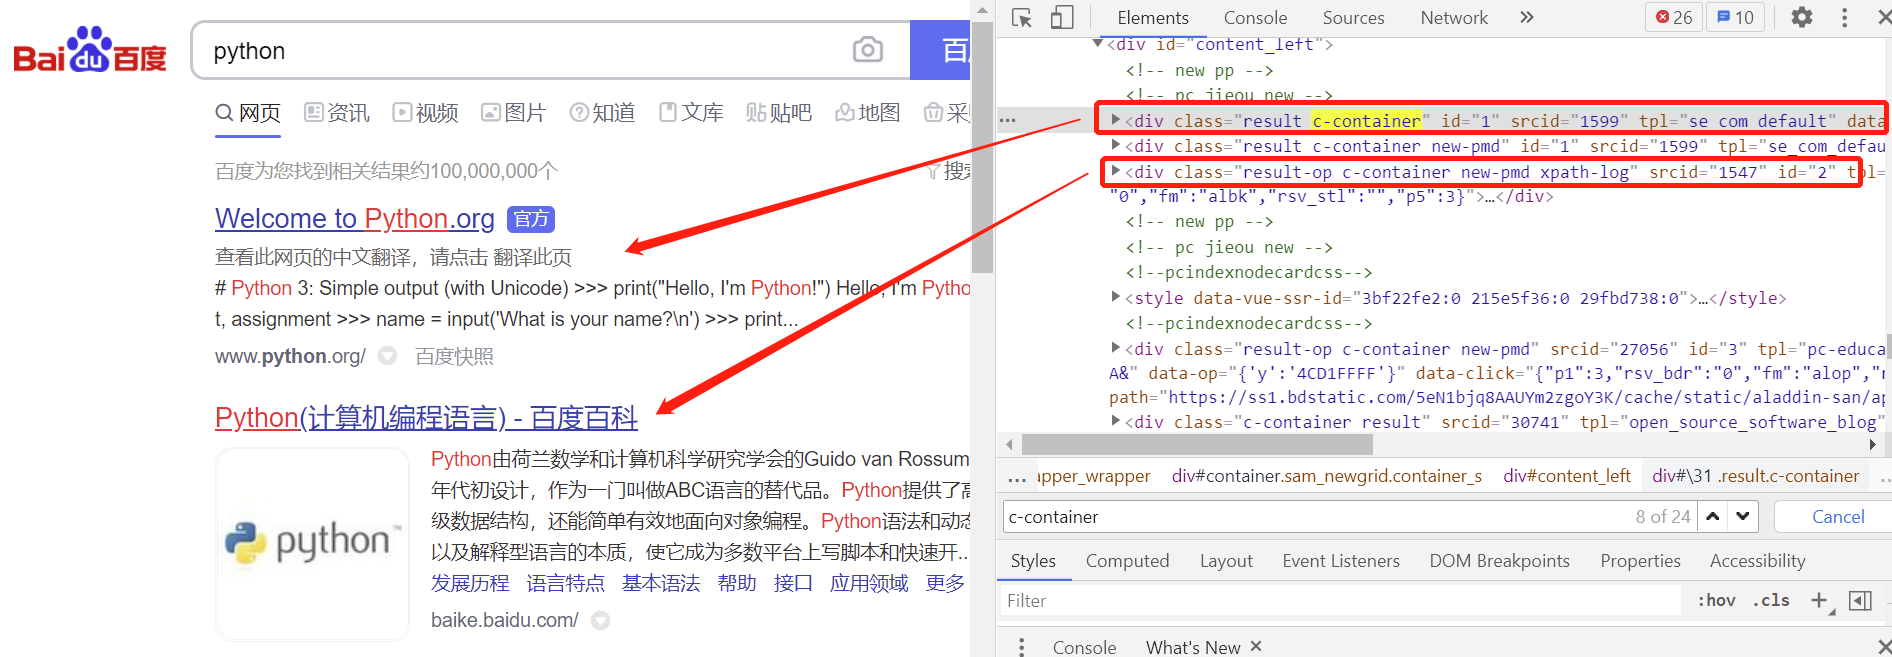 Bai du 百度
python
百
网页 资讯 视频 图片 知道 文库 贴吧 地图 采
百度为您找到相关结果约100,000,000个
搜索
Welcome to Python.org 官方
查看此网页的中文翻译，请点击 翻译此页
# Python 3: Simple output (with Unicode) >>> print("Hello, I'm Python!") Hello, I'm Pytho
t, assignment >>> name = input('What is your name?\n') >>> print...
www.python.org/ 百度快照
Python(计算机编程语言) - 百度百科
python™
Python由荷兰数学和计算机科学研究学会的Guido van Rossum
年代初设计，作为一门叫做ABC语言的替代品。Python提供了高
级数据结构，还能简单有效地面向对象编程。Python语法和动态
以及解释型语言的本质，使它成为多数平台上写脚本和快速开...
发展历程 语言特点 基本语法 帮助 接口 应用领域 更多
baike.baidu.com/
Elements Console Sources Network » 26 10
<div id="content_left">
<!-- new pp -->
<!-- pc jieou new -->
... <div class="result c-container" id="1" srcid="1599" tpl="se com default" data
<div class="result c-container new-pmd" id="1" srcid="1599" tpl="se_com_defau
<div class="result-op c-container new-pmd xpath-log" srcid="1547" id="2" tpl=
"0","fm":"albk","rsv_stl":"","p5":3}">…</div>
<!-- new pp -->
<!-- pc jieou new -->
<!--pcindexnodecardcss-->
<style data-vue-ssr-id="3bf22fe2:0 215e5f36:0 29fbd738:0">…</style>
<!--pcindexnodecardcss-->
<div class="result-op c-container new-pmd" srcid="27056" id="3" tpl="pc-educa
A&" data-op="{'y':'4CD1FFFF'}" data-click="{"p1":3,"rsv_bdr":"0","fm":"alop","r
path="https://ss1.bdstatic.com/5eN1bjq8AAUYm2zgoY3K/cache/static/aladdin-san/ap
<div class="c-container result" srcid="30741" tpl="open_source_software_blog"
... apper_wrapper div#container.sam_newgrid.container_s div#content_left div#\31 .result.c-container ...
c-container 8 of 24 Cancel
Styles Computed Layout Event Listeners DOM Breakpoints Properties Accessibility
Filter :hov .cls +
Console What's New ×